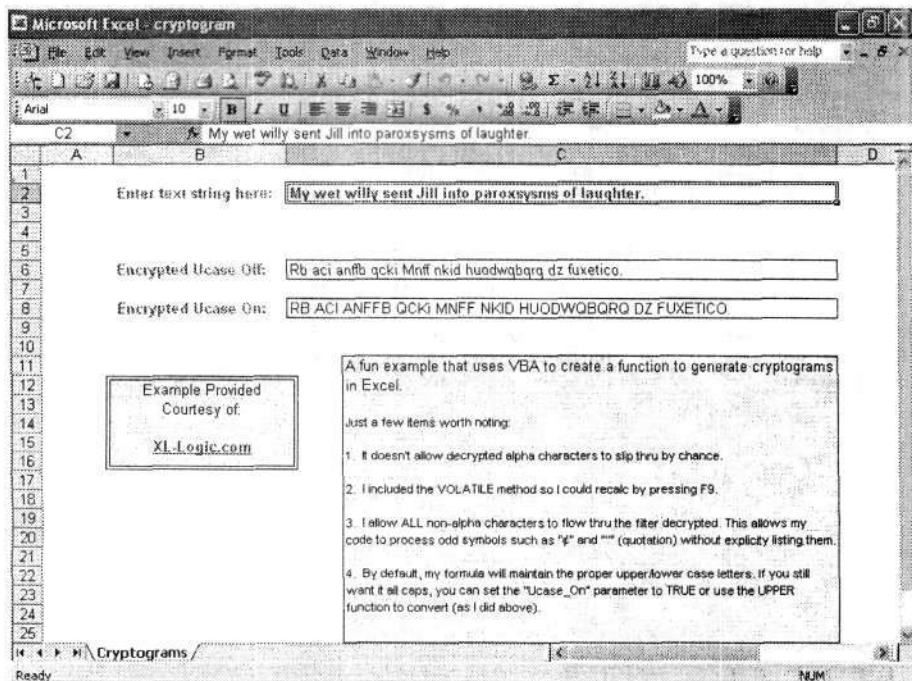 Microsoft Excel - cryptogram
File Edit View Insert Format Tools Data Window Help Type a question for help
100%
Arial 10 B I U $ % ,
C2 fx My wet willy sent Jill into paroxsysms of laughter.
A B C D
1
2 Enter text string here: My wet willy sent Jill into paroxsysms of laughter.
3
4
5
6 Encrypted Ucase Off: Rb aci anffb qcki Mnff nkid huodwqbqrq dz fuxetico.
7
8 Encrypted Ucase On: RB ACI ANFFB QCKI MNFF NKID HUODWQBQRQ DZ FUXETICO.
9
10
11 A fun example that uses VBA to create a function to generate cryptograms
12 Example Provided in Excel.
13 Courtesy of:
14 Just a few items worth noting:
15 XL-Logic.com
16 1. It doesn't allow decrypted alpha characters to slip thru by chance.
17
18 2. I included the VOLATILE method so I could recalc by pressing F9.
19 3. I allow ALL non-alpha characters to flow thru the filter decrypted. This allows my
20 code to process odd symbols such as "¢" and """ (quotation) without explicity listing them.
21
22 4. By default, my formula will maintain the proper upper/lower case letters. If you still
23 want it all caps, you can set the "Ucase_On" parameter to TRUE or use the UPPER
24 function to convert (as I did above).
25
Cryptograms
Ready NUM